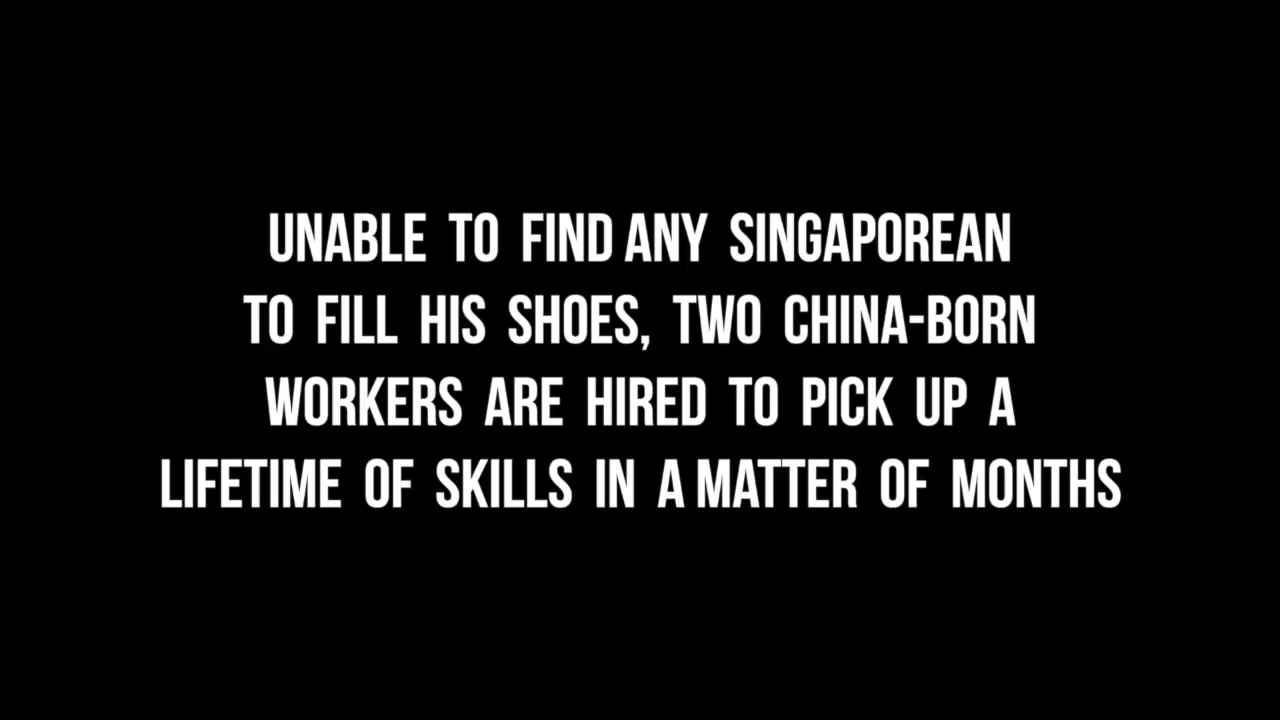 UNABLE TO FIND ANY SINGAPOREAN
TO FILL HIS SHOES, TWO CHINA-BORN
WORKERS ARE HIRED TO PICK UP A
LIFETIME OF SKILLS IN A MATTER OF MONTHS